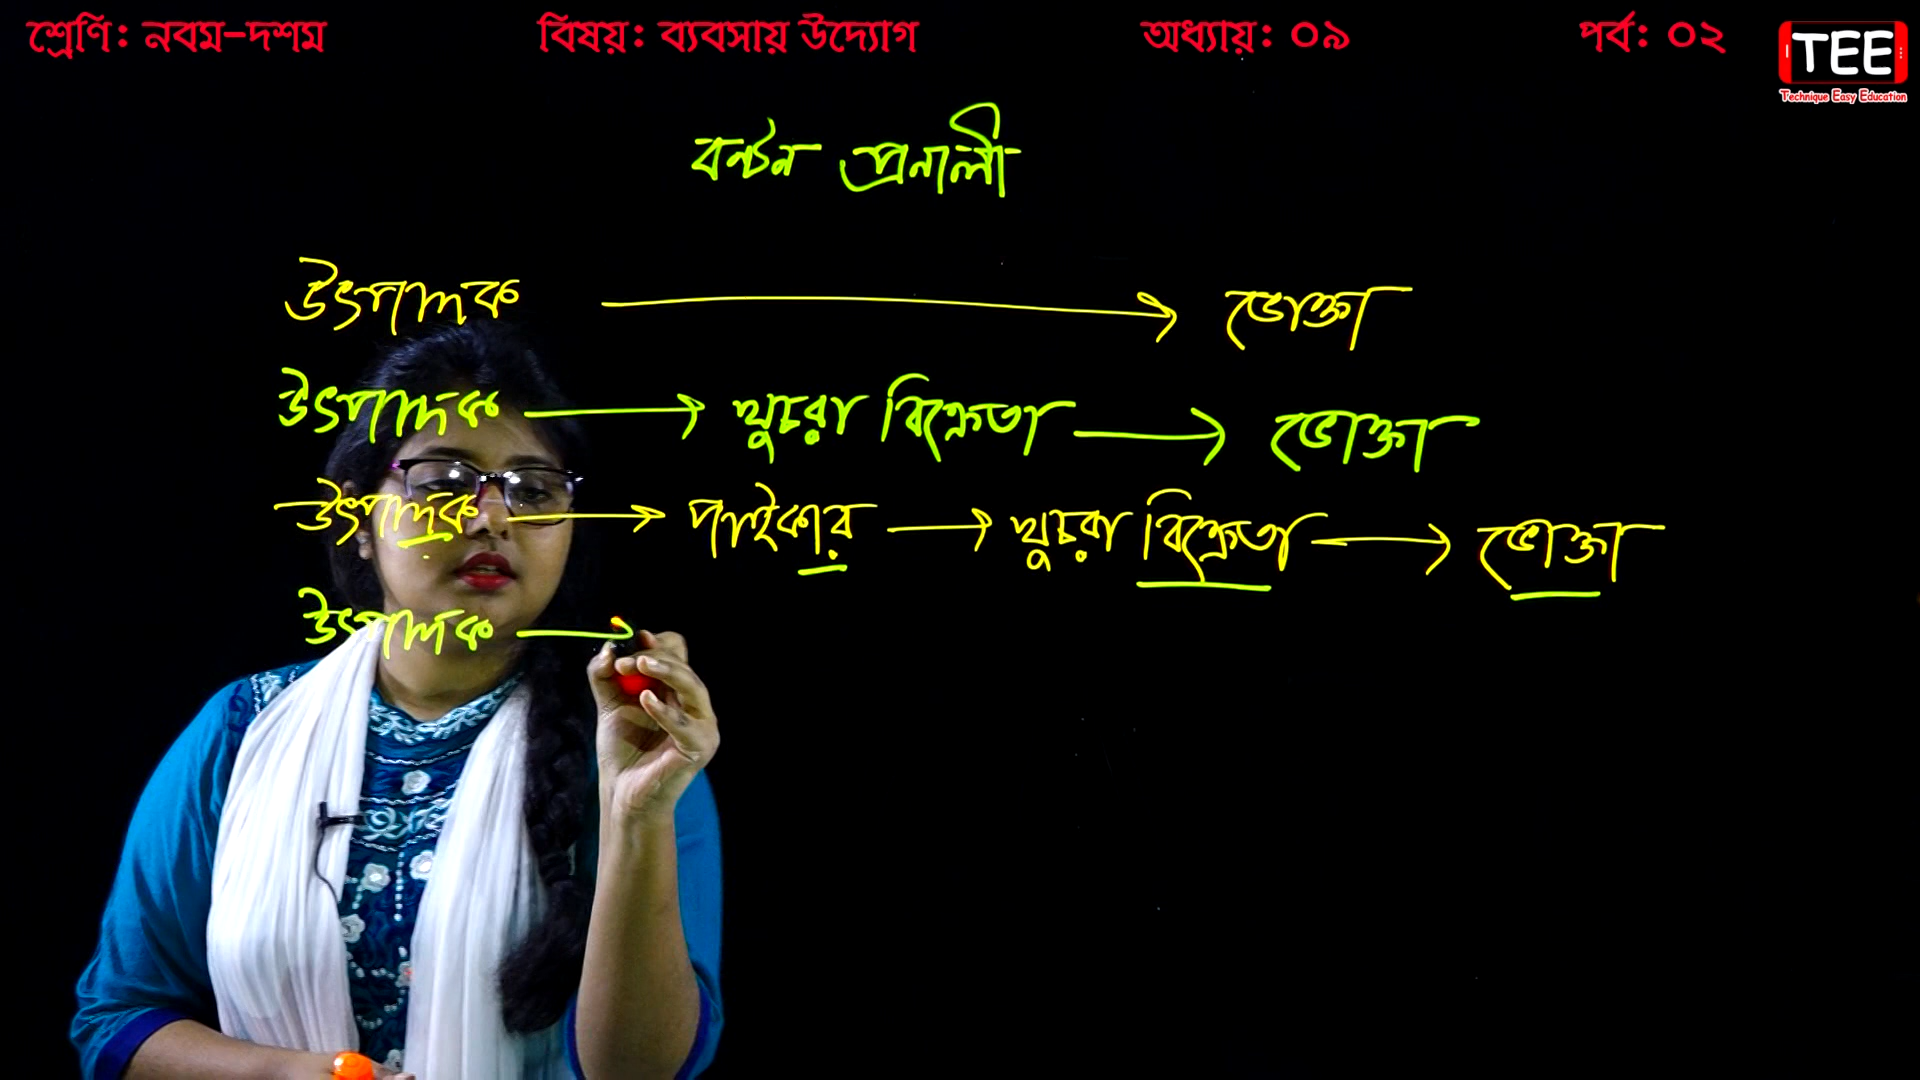 শ্রেণি: নবম-দশম বিষয়: ব্যবসায় উদ্যোগ অধ্যায়: ০৯ পর্ব: ০২
TEE
Technique Easy Education
বন্টন প্রনালী
উৎপাদক → ভোক্তা
উৎপাদক → খুচরা বিক্রেতা → ভোক্তা
উৎপাদক → পাইকার → খুচরা বিক্রেতা → ভোক্তা
উৎপাদক →